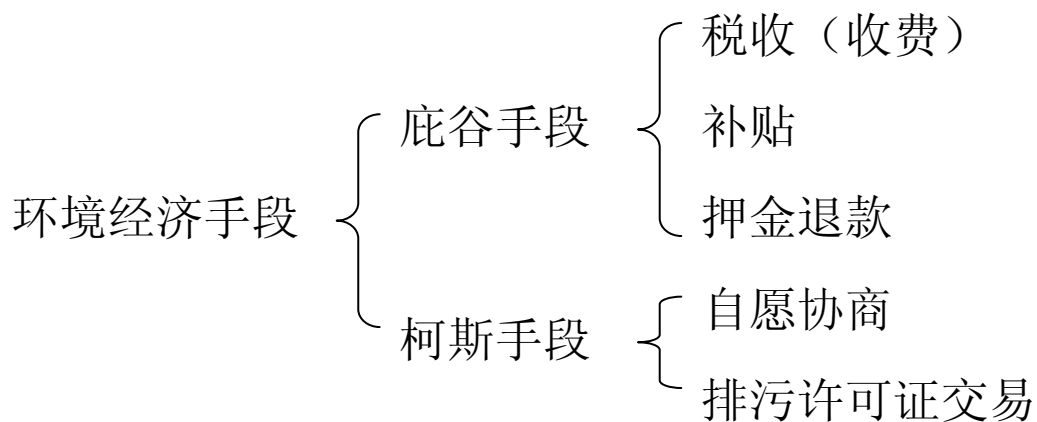 税收（收费）
庇谷手段
补贴
环境经济手段
押金退款
柯斯手段
自愿协商
排污许可证交易